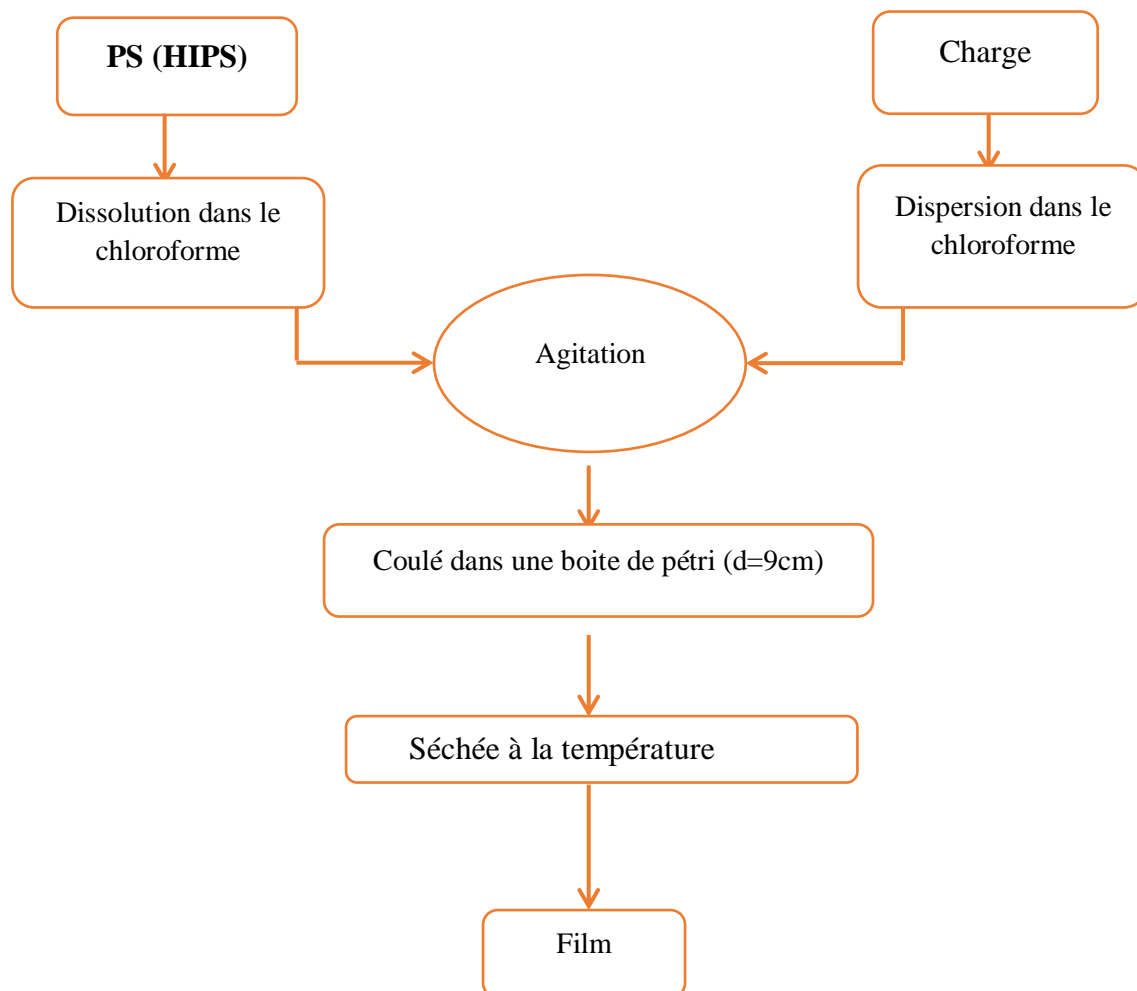 PS (HIPS)
Charge
Dissolution dans le
chloroforme
Dispersion dans le
chloroforme
Agitation
Coulé dans une boite de pétri (d=9cm)
Séchée à la température
Film